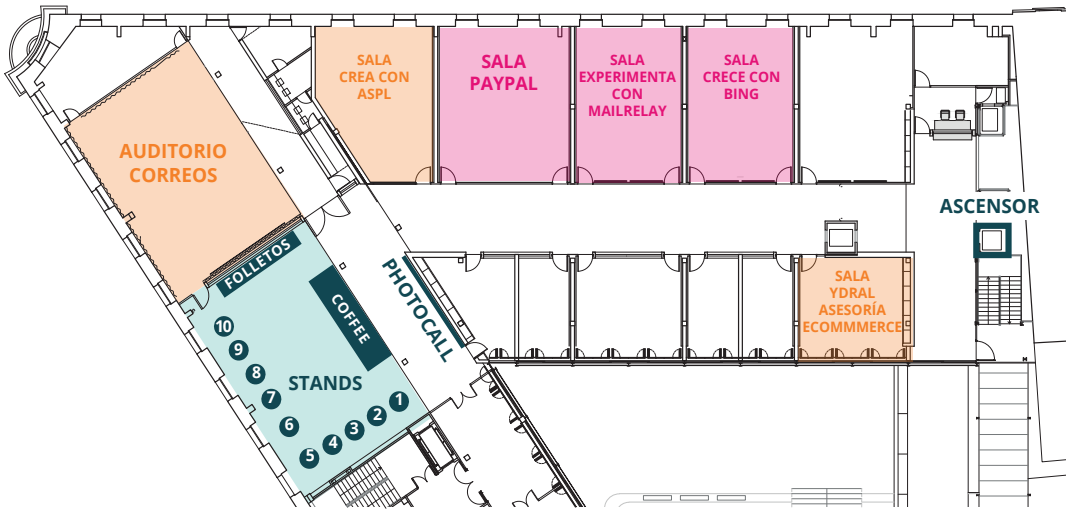 SALA
CREA CON
ASPL
SALA
PAYPAL
SALA
EXPERIMENTA
CON
MAILRELAY
SALA
CRECE CON
BING
AUDITORIO
CORREOS
ASCENSOR
FOLLETOS
COFFEE
PHOTOCALL
SALA
YDRAL
ASESORÍA
ECOMMMERCE
STANDS
10
9
8
7
6
5
4
3
2
1